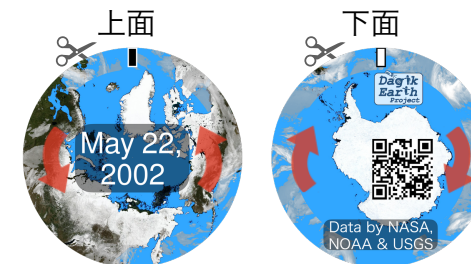 上面
下面
May 22,
2002
Dagik
Earth
Project
Data by NASA,
NOAA & USGS